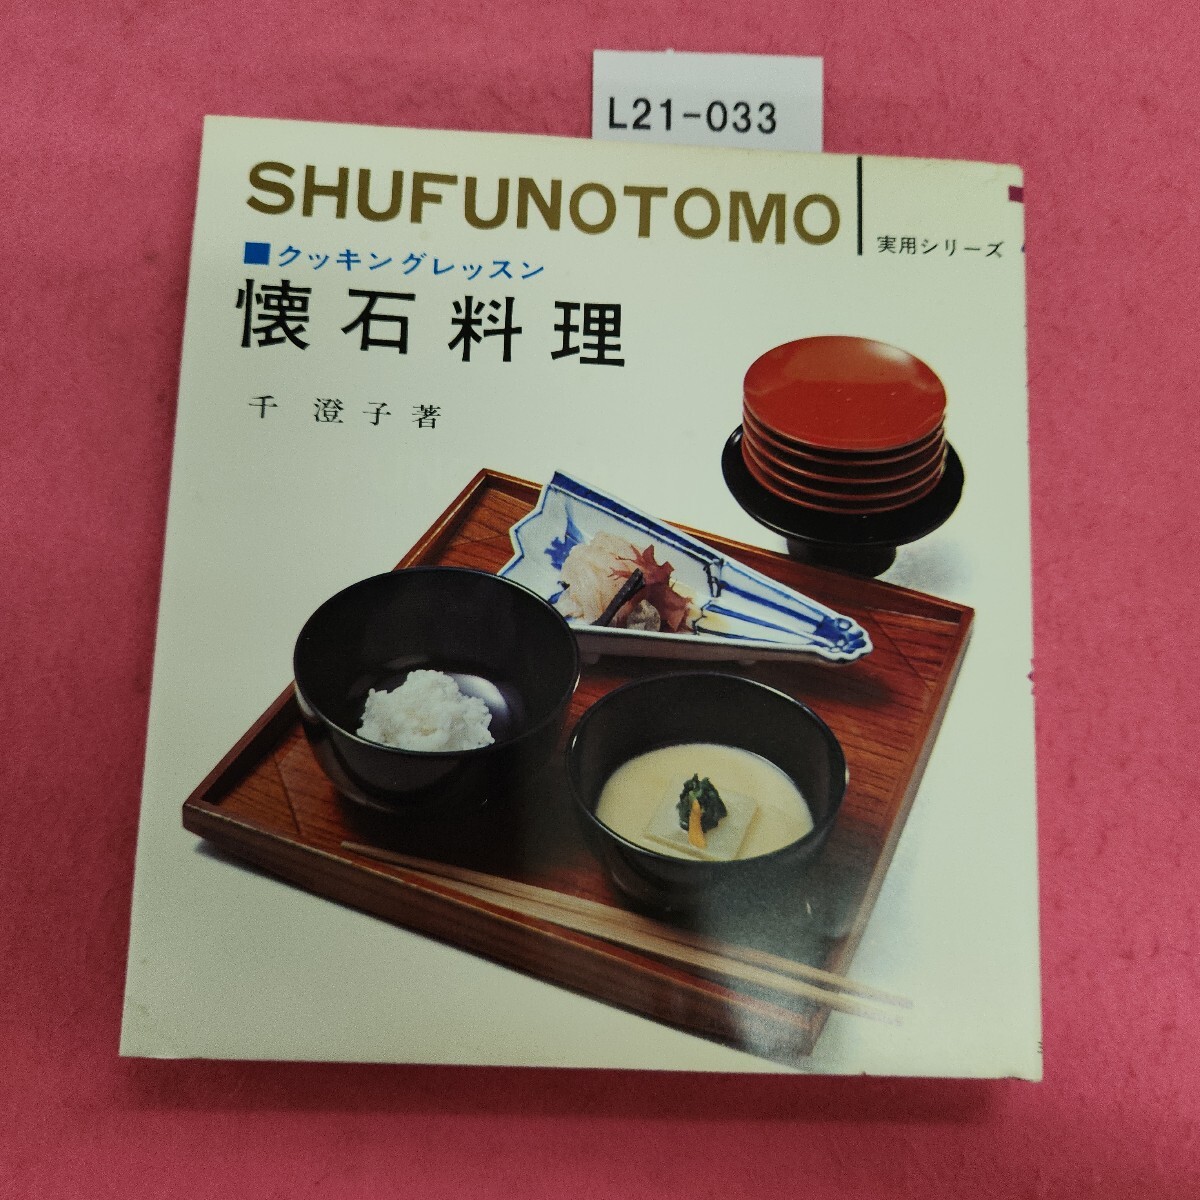 L21-033
SHUFUNOTOMO
実用シリーズ
■クッキングレッスン
懐石料理
千 澄子著